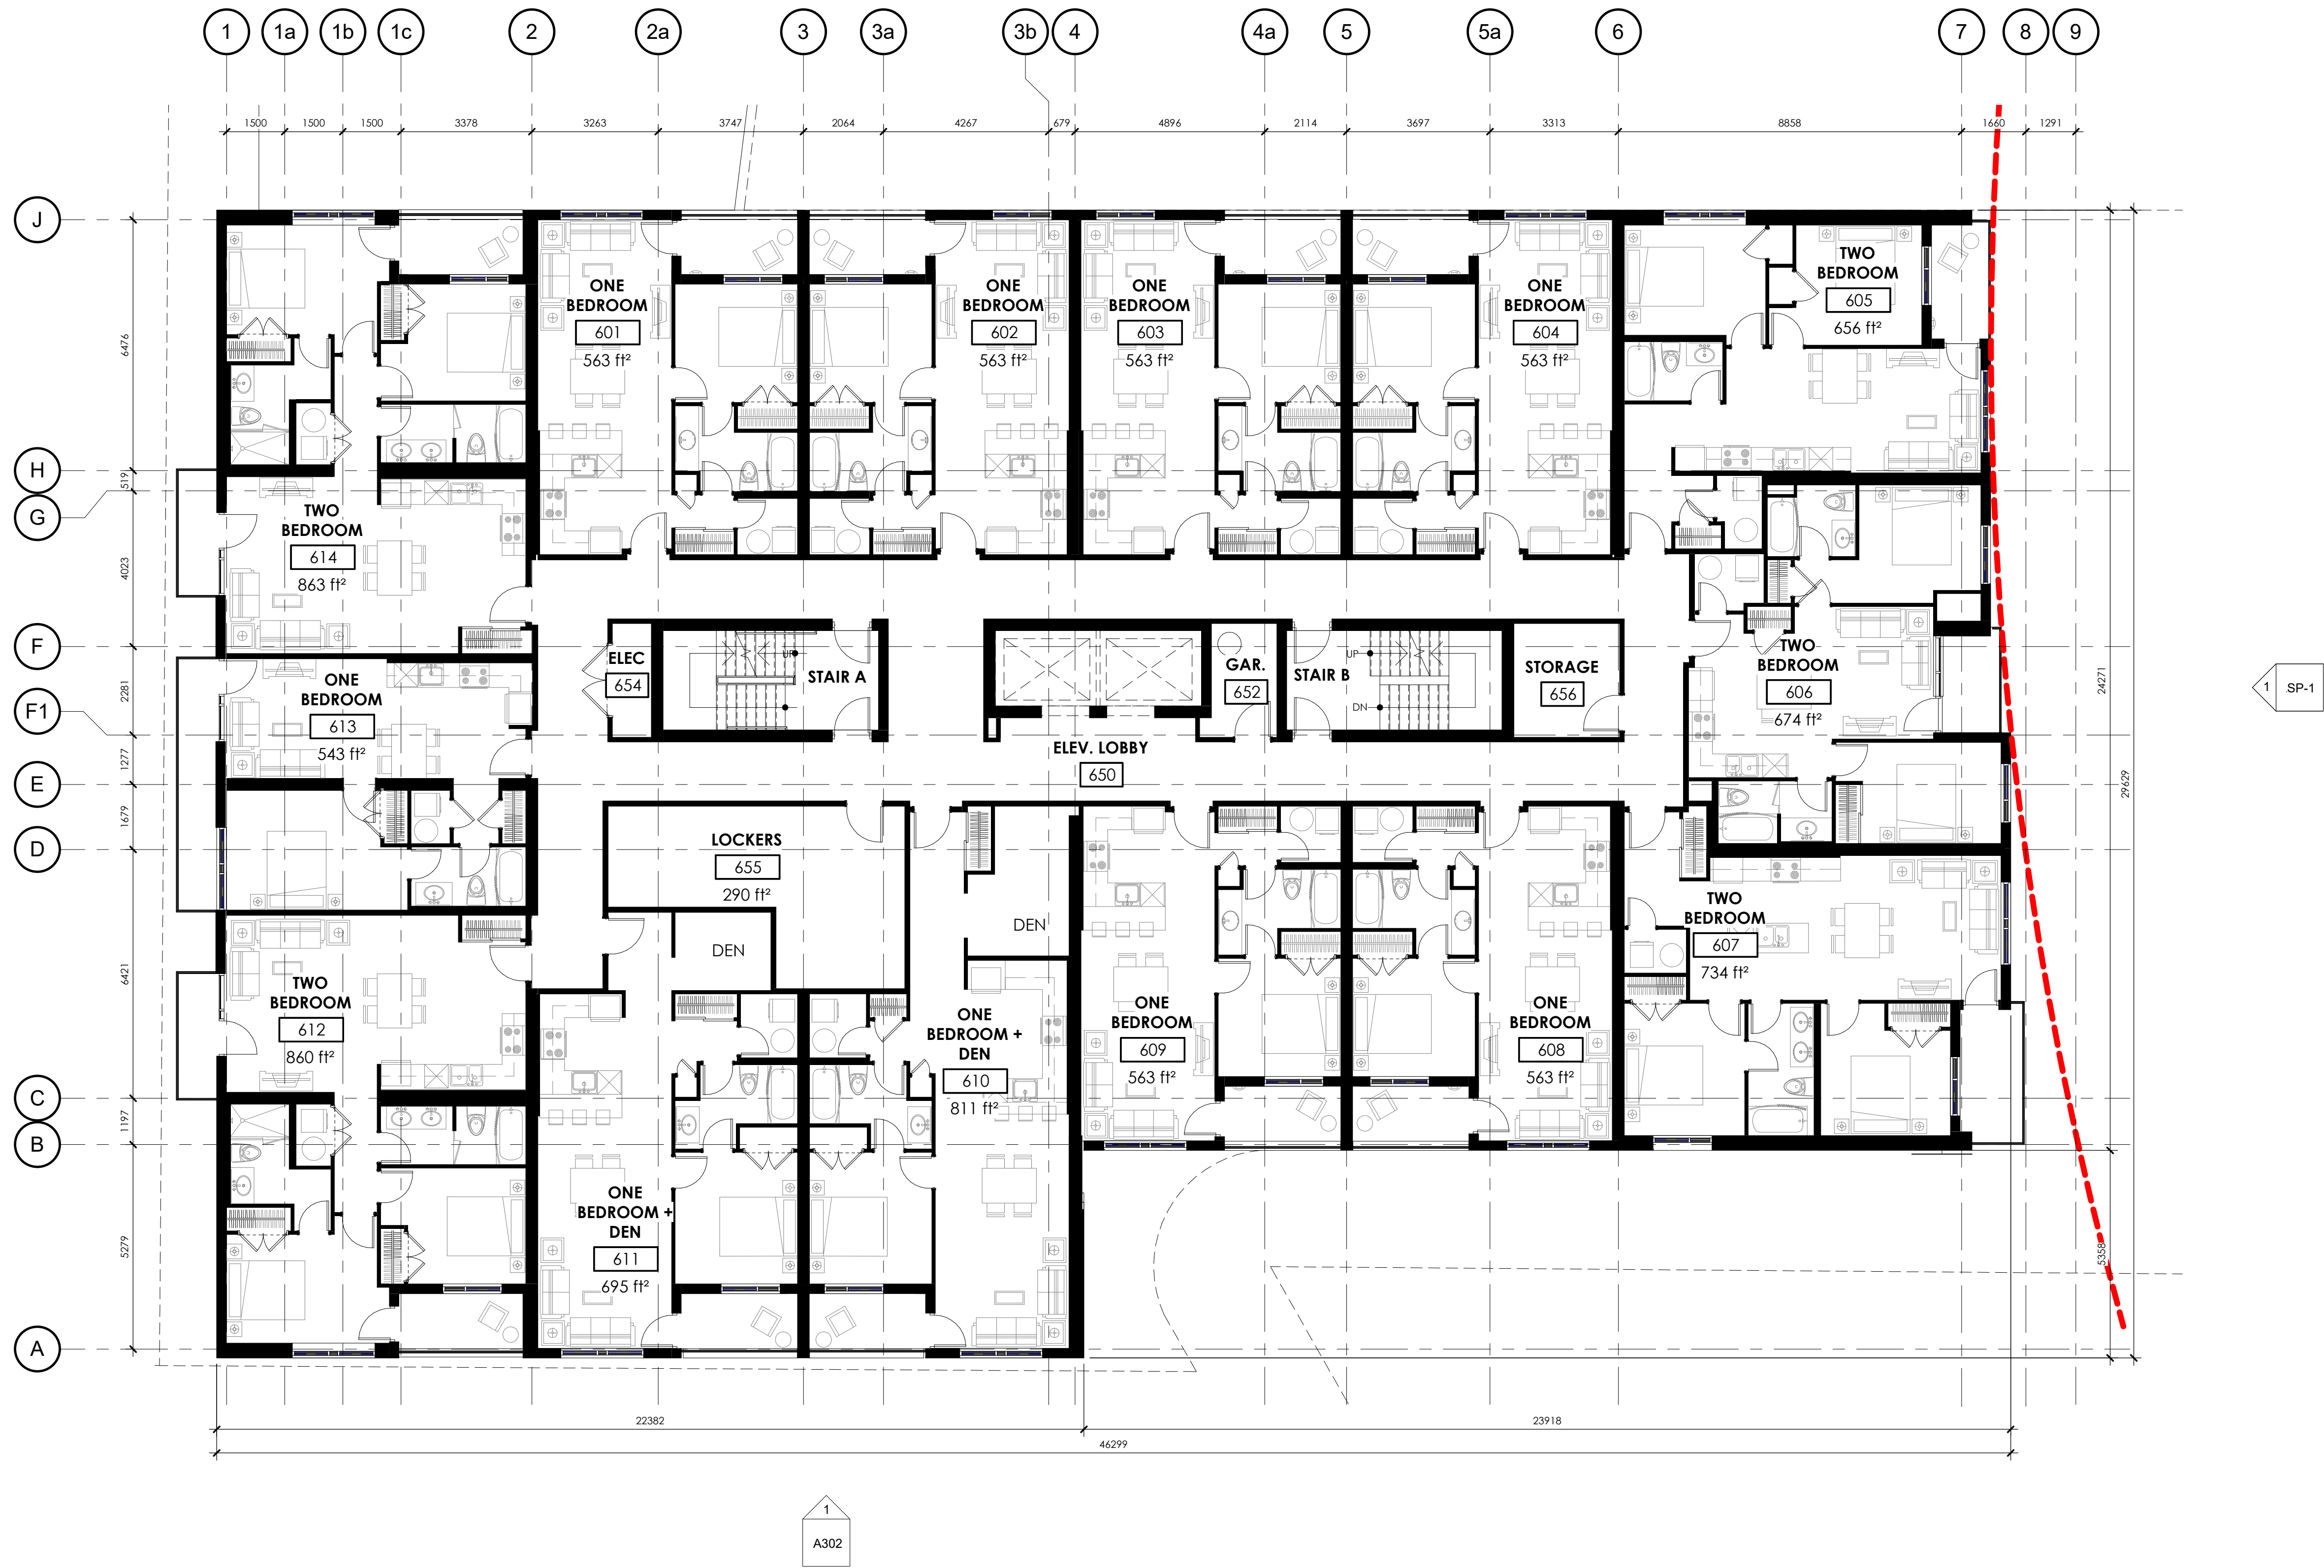 1 1a 1b 1c 2 2a 3 3a 3b 4 4a 5 5a 6 7 8 9
1500 1500 1500 3378 3263 3747 2064 4267 679 4896 2114 3697 3313 8858 1660 1291
J
H
G
F
F1
E
D
C
B
A
6476
519
4023
2281
1277
1679
6421
1197
5279
ONE
BEDROOM
601
563 ft²
ONE
BEDROOM
602
563 ft²
ONE
BEDROOM
603
563 ft²
ONE
BEDROOM
604
563 ft²
TWO
BEDROOM
605
656 ft²
TWO
BEDROOM
614
863 ft²
ONE
BEDROOM
613
543 ft²
ELEC
654
UP
STAIR A
GAR.
652
STAIR B
UP
DN
STORAGE
656
TWO
BEDROOM
606
674 ft²
ELEV. LOBBY
650
LOCKERS
655
290 ft²
DEN
DEN
TWO
BEDROOM
607
734 ft²
TWO
BEDROOM
612
860 ft²
ONE
BEDROOM +
DEN
610
811 ft²
ONE
BEDROOM
609
563 ft²
ONE
BEDROOM
608
563 ft²
ONE
BEDROOM +
DEN
611
695 ft²
24271
29629
5358
1 SP-1
22382 23918
46299
1
A302